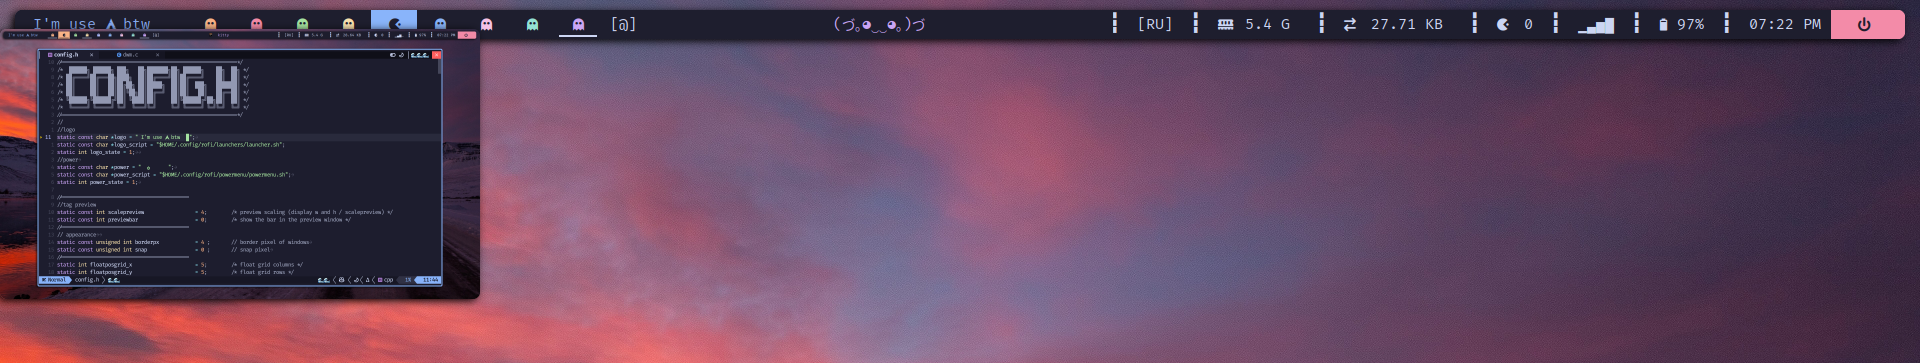 I'm use btw [@] (づ｡◕‿‿◕｡)づ [RU] 5.4 G ⇄ 27.71 KB 0 97% 07:22 PM
config.h × dwm.c ×
CONFIG.H
//
//logo
11 static const char *logo = " I'm use btw ";
static const char *logo_script = "$HOME/.config/rofi/launchers/launcher.sh";
static int logo_state = 1;
//power
static const char *power = " ";
static const char *power_script = "$HOME/.config/rofi/powermenu/powermenu.sh";
static int power_state = 1;
//tag preview
static const int scalepreview = 4; /* preview scaling (display w and h / scalepreview) */
static const int previewbar = 0; /* show the bar in the preview window */
// appearance
static const unsigned int borderpx = 4 ; // border pixel of windows
static const unsigned int snap = 0 ; // snap pixel
static int floatposgrid_x = 5; /* float grid columns */
static int floatposgrid_y = 5; /* float grid rows */
Normal config.h cpp 11:44